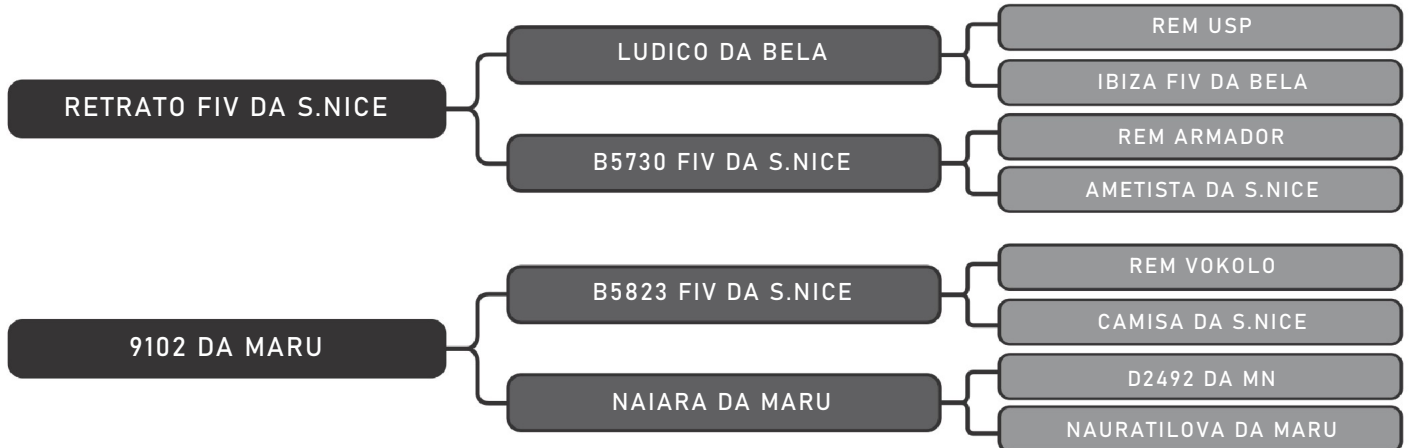 RETRATO FIV DA S.NICE
LUDICO DA BELA
REM USP
IBIZA FIV DA BELA
B5730 FIV DA S.NICE
REM ARMADOR
AMETISTA DA S.NICE
9102 DA MARU
B5823 FIV DA S.NICE
REM VOKOLO
CAMISA DA S.NICE
NAIARA DA MARU
D2492 DA MN
NAURATILOVA DA MARU